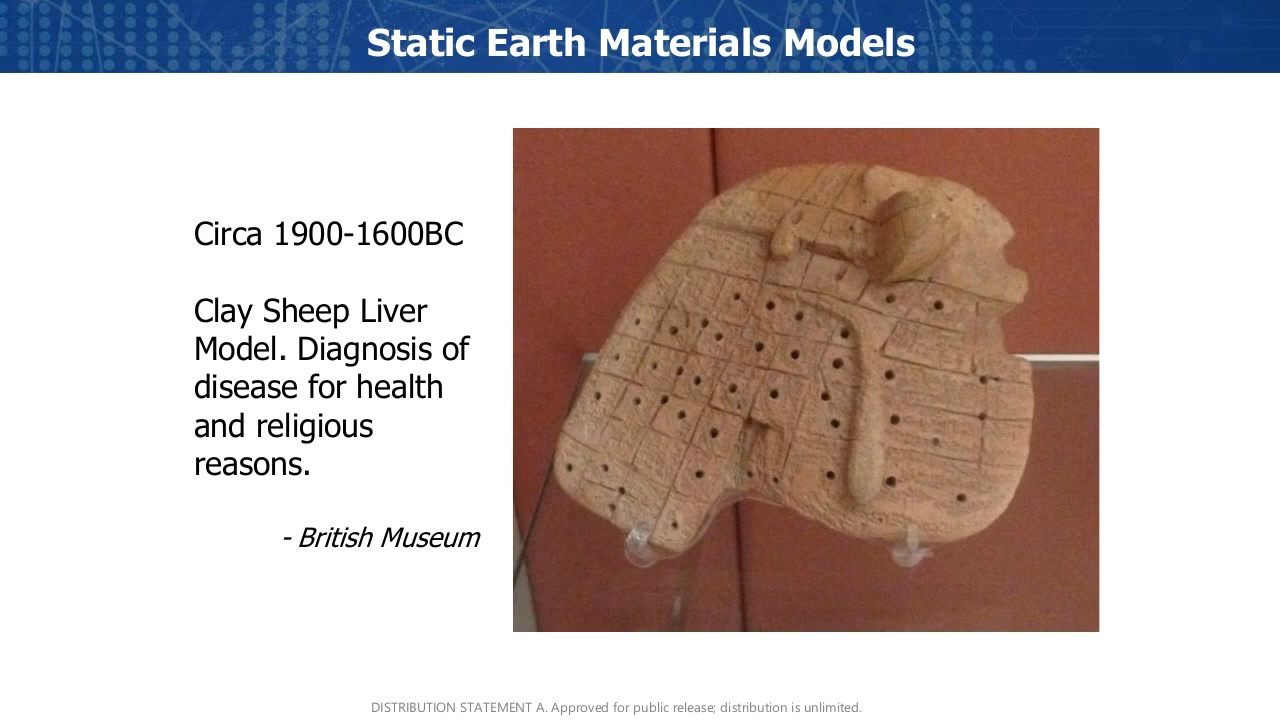 Static Earth Materials Models
Circa 1900-1600BC
Clay Sheep Liver
Model. Diagnosis of
disease for health
and religious
reasons.
- British Museum
DISTRIBUTION STATEMENT A. Approved for public release; distribution is unlimited.